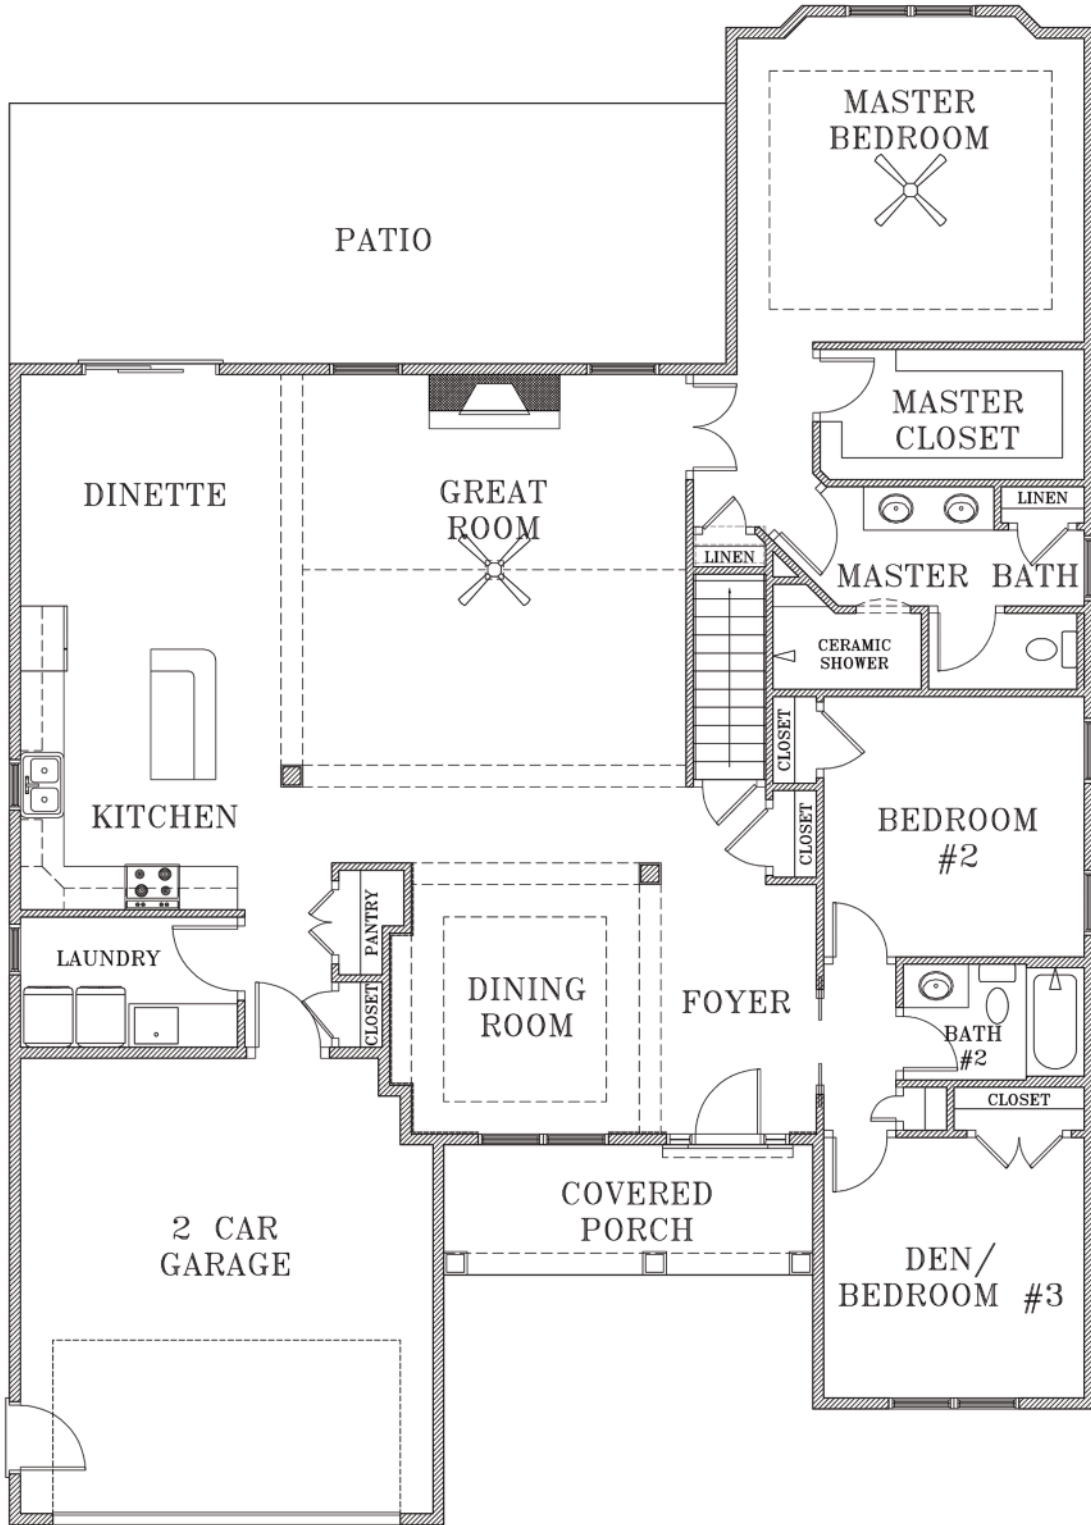 MASTER
BEDROOM
PATIO
MASTER
CLOSET
DINETTE
GREAT
ROOM
LINEN
LINEN
MASTER BATH
CERAMIC
SHOWER
CLOSET
KITCHEN
CLOSET
BEDROOM
#2
PANTRY
LAUNDRY
DINING
ROOM
FOYER
CLOSET
BATH
#2
CLOSET
COVERED
PORCH
2 CAR
GARAGE
DEN/
BEDROOM #3